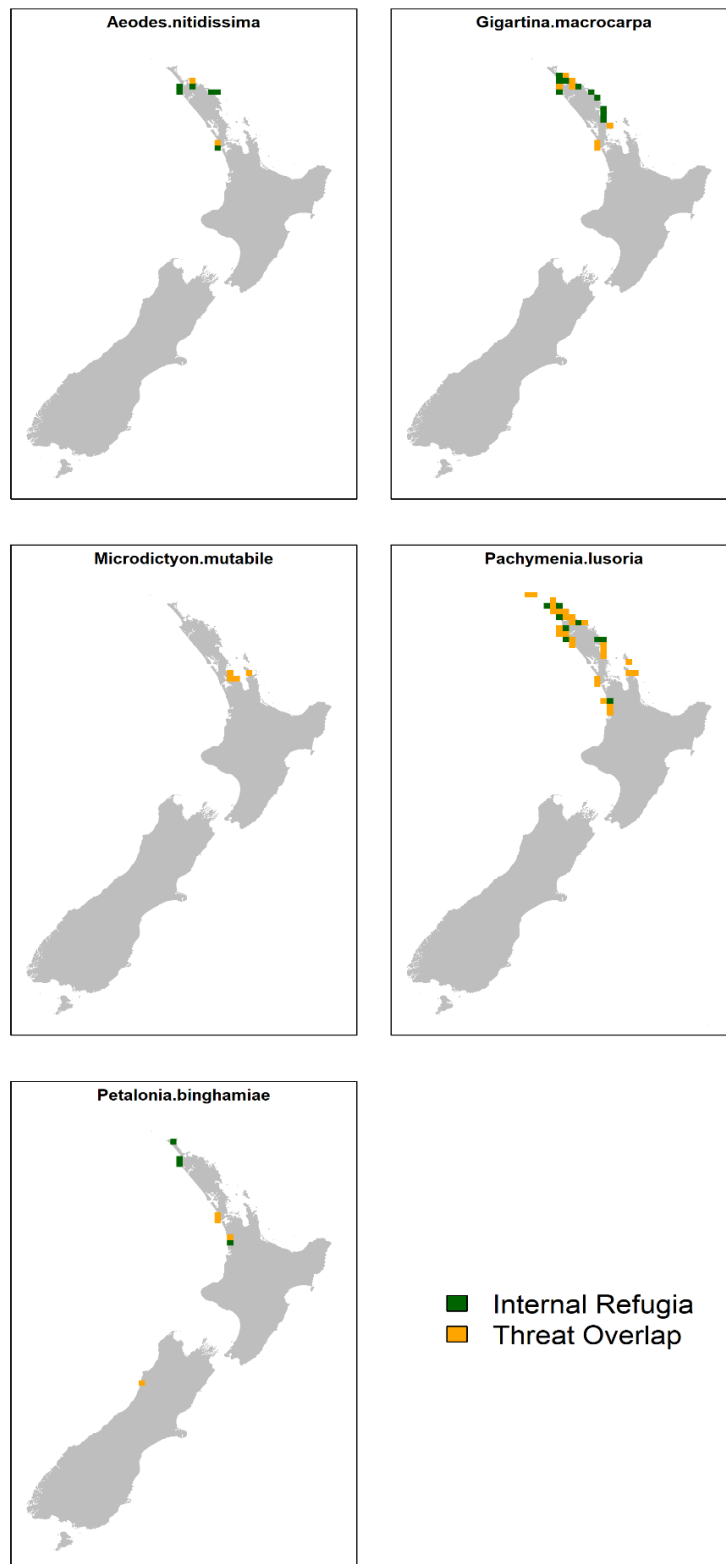 Aeodes.nitidissima
Gigartina.macrocarpa
Microdictyon.mutabile
Pachymenia.lusoria
Petalonia.binghamiae
Internal Refugia
Threat Overlap